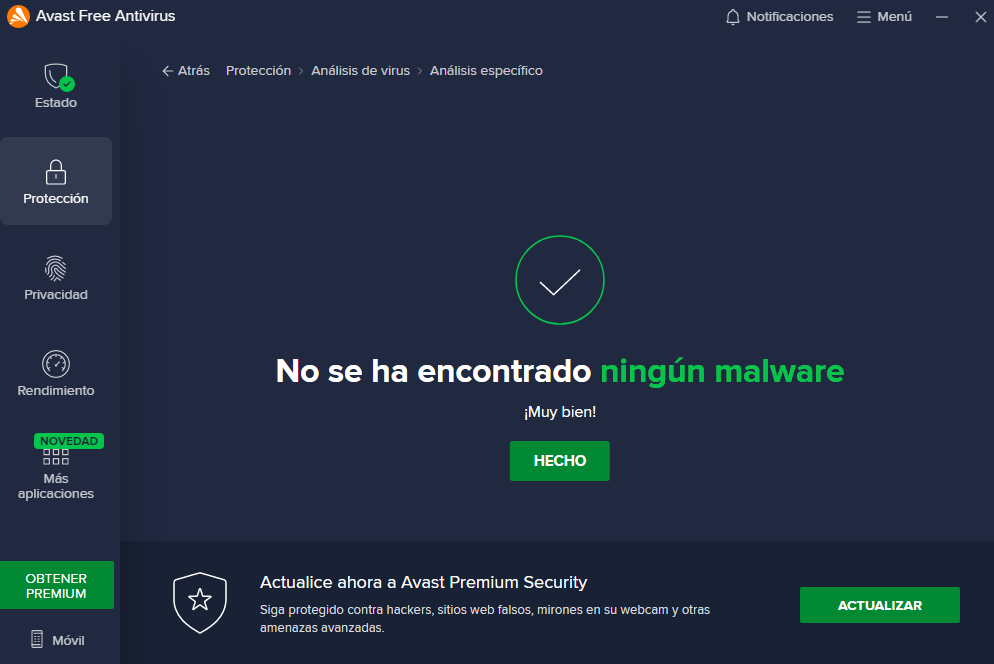 Avast Free Antivirus
Notificaciones
Menú
Estado
Protección
Privacidad
Rendimiento
NOVEDAD
Más
aplicaciones
OBTENER
PREMIUM
Móvil
Atrás
Protección > Análisis de virus > Análisis específico
No se ha encontrado ningún malware
¡Muy bien!
HECHO
Actualice ahora a Avast Premium Security
Siga protegido contra hackers, sitios web falsos, mirones en su webcam y otras
amenazas avanzadas.
ACTUALIZAR